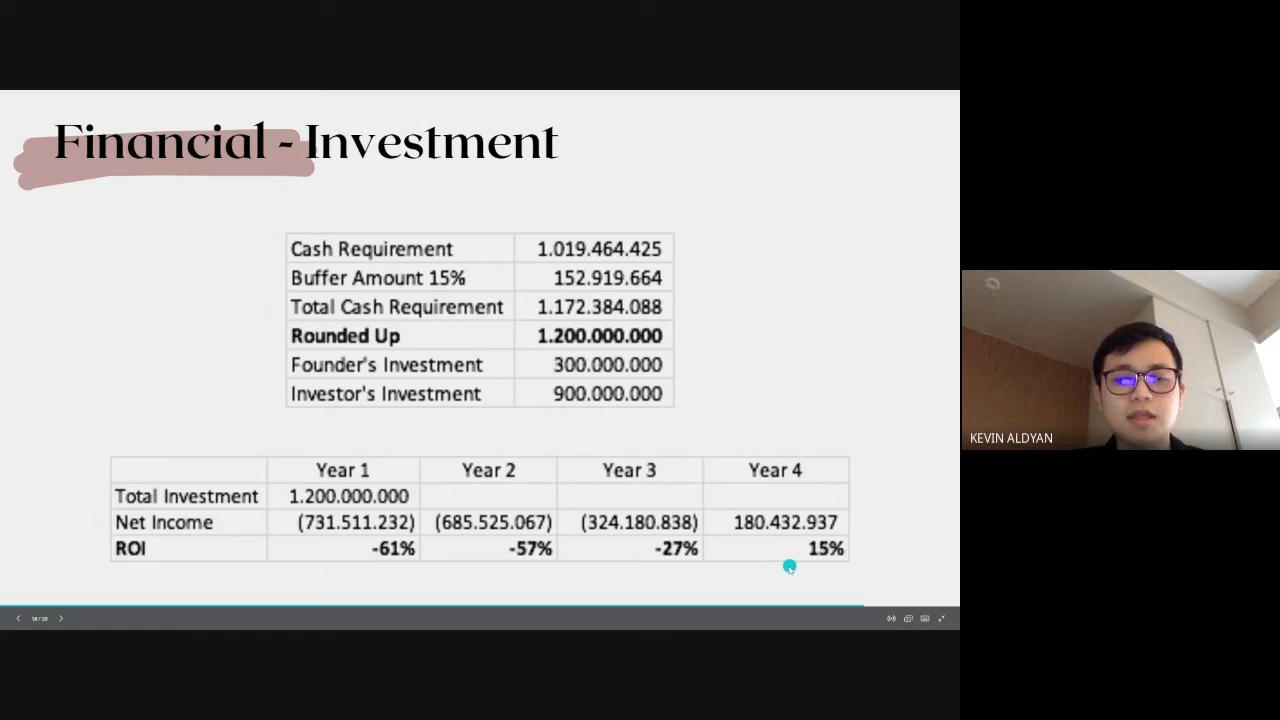 Financial - Investment
Cash Requirement 1.019.464.425
Buffer Amount 15% 152.919.664
Total Cash Requirement 1.172.384.088
Rounded Up 1.200.000.000
Founder's Investment 300.000.000
Investor's Investment 900.000.000
Year 1 Year 2 Year 3 Year 4
Total Investment 1.200.000.000
Net Income (731.511.232) (685.525.067) (324.180.838) 180.432.937
ROI -61% -57% -27% 15%
KEVIN ALDYAN
18 / 20